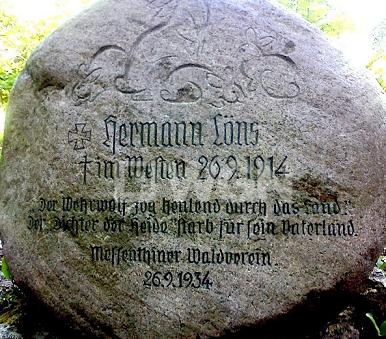 Hermann Löns
† im Westen 26.9.1914
Der Wehrwolf zog heulend durch das Land.
Der Dichter der Heide starb für sein Vaterland.
Messenthiner Waldverein.
26.9.1934